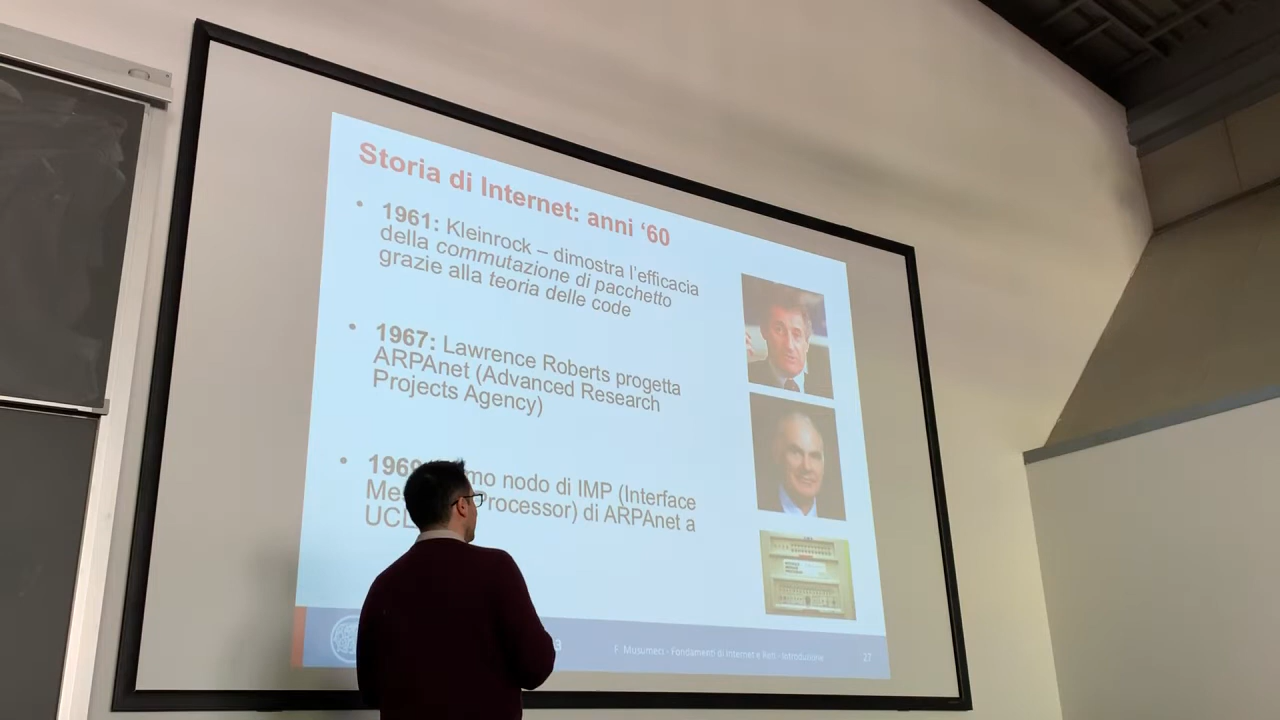 Storia di Internet: anni ‘60
• 1961: Kleinrock – dimostra l’efficacia
della commutazione di pacchetto
grazie alla teoria delle code
• 1967: Lawrence Roberts progetta
ARPAnet (Advanced Research
Projects Agency)
• 1969 nodo di IMP (Interface
Processor) di ARPAnet a
F. Musumeci - Fondamenti di Internet e Reti - Introduzione
27